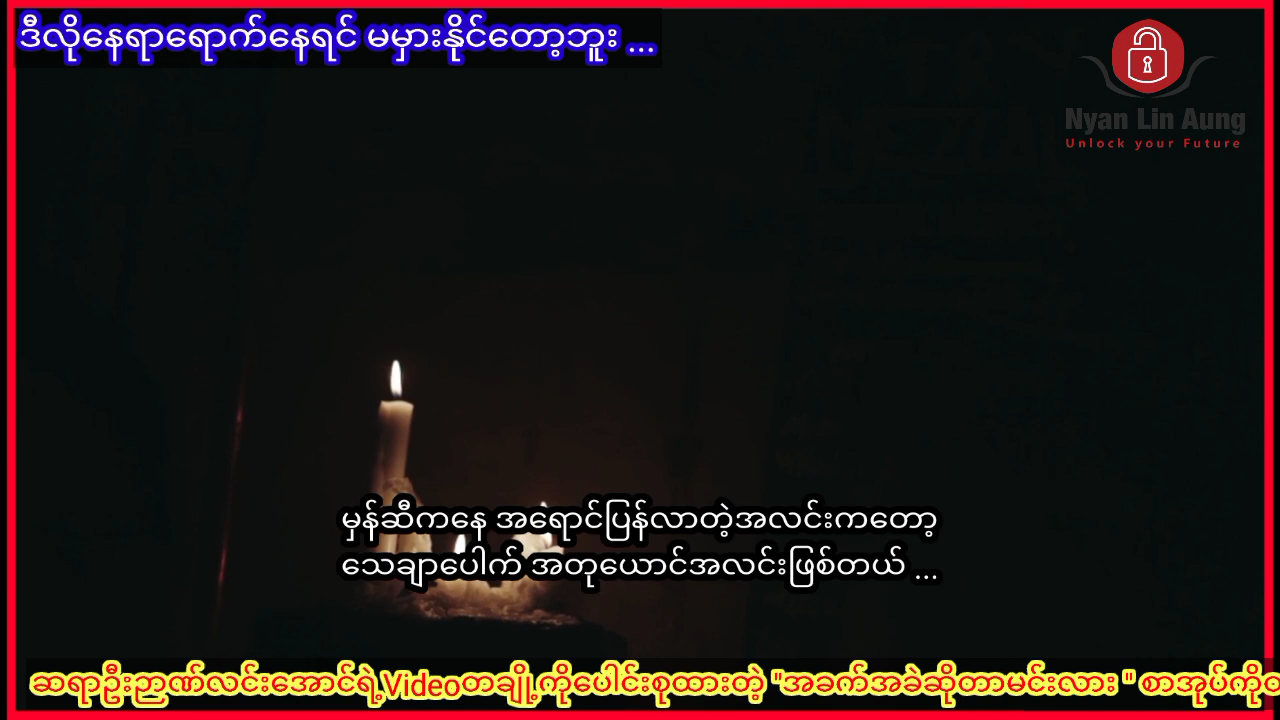 ဒီလိုနေရာရောက်နေရင် မမှားနိုင်တော့ဘူး ...
Nyan Lin Aung
Unlock your Future
မှန်ဆီကနေ အရောင်ပြန်လာတဲ့အလင်းကတော့
သေချာပေါက် အတုယောင်အလင်းဖြစ်တယ် ...
ဆရာဦးဉာဏ်လင်းအောင်ရဲ့Videoတချို့ကိုပေါင်းစုထားတဲ့ "အခက်အခဲဆိုတာမင်းလား " စာအုပ်ကို